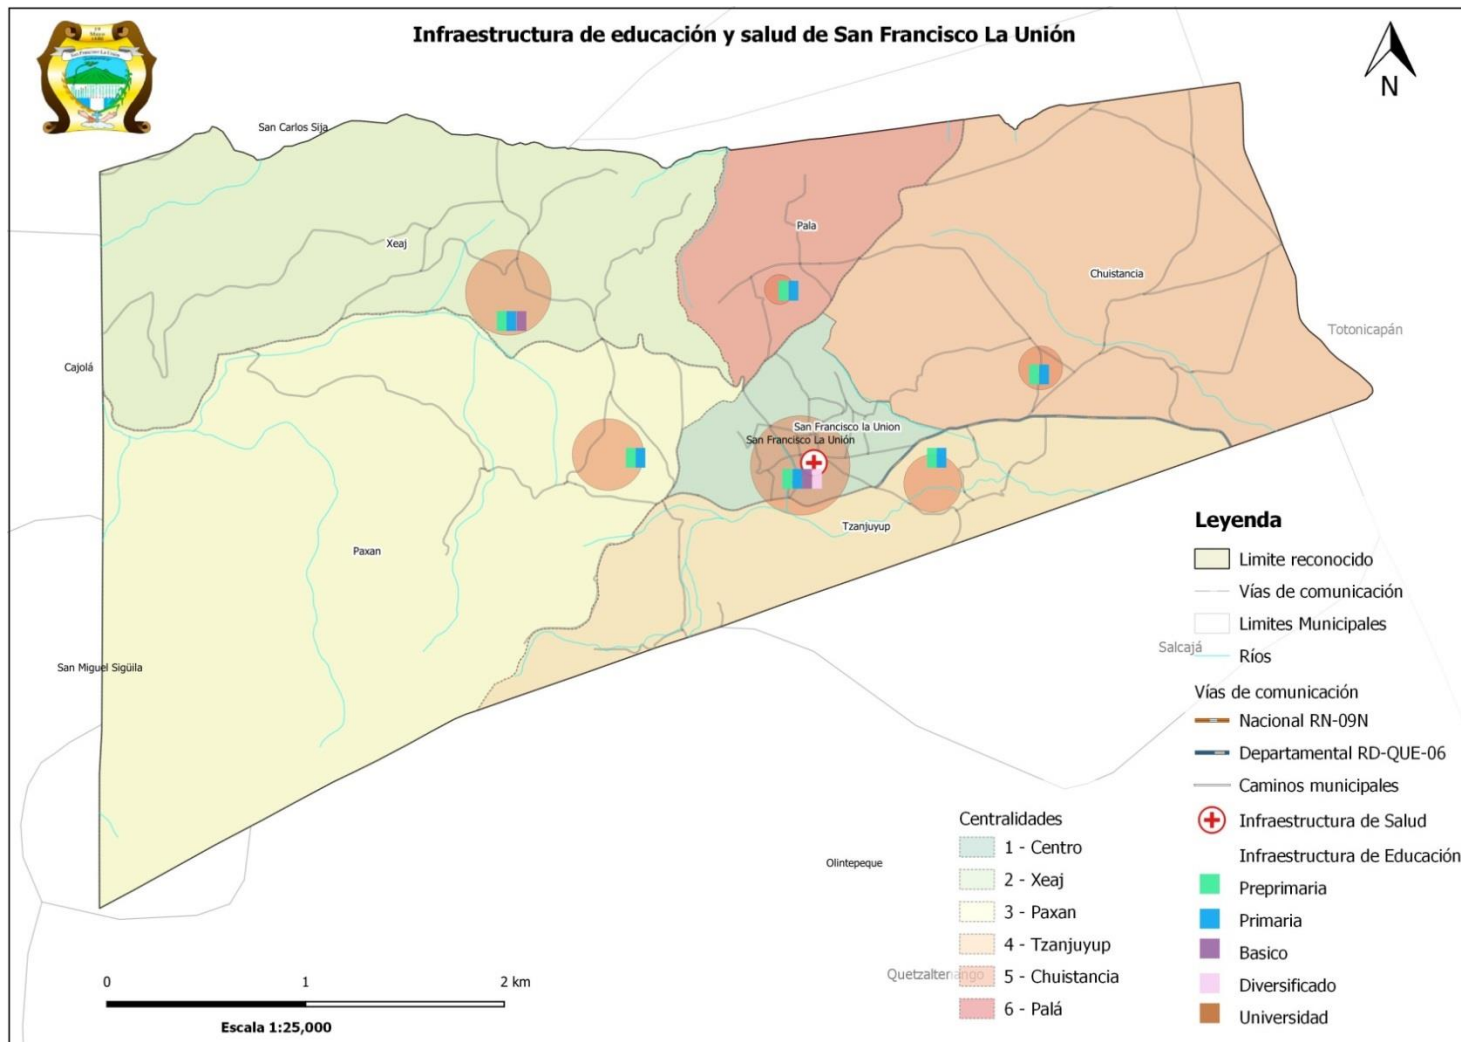 Infraestructura de educación y salud de San Francisco La Unión
San Francisco La Unión
N
San Carlos Sija
Pala
Xeaj
Chuistancia
Totonicapán
Cajolá
San Francisco la Union
San Francisco La Unión
Tzanjuyup
Paxan
San Miguel Sigüila
Salcajá
Olintepeque
Quetzaltenango
Leyenda
Limite reconocido
Vías de comunicación
Limites Municipales
Ríos
Vías de comunicación
Nacional RN-09N
Departamental RD-QUE-06
Caminos municipales
Infraestructura de Salud
Infraestructura de Educación
Preprimaria
Primaria
Basico
Diversificado
Universidad
Centralidades
1 - Centro
2 - Xeaj
3 - Paxan
4 - Tzanjuyup
5 - Chuistancia
6 - Palá
0 1 2 km
Escala 1:25,000